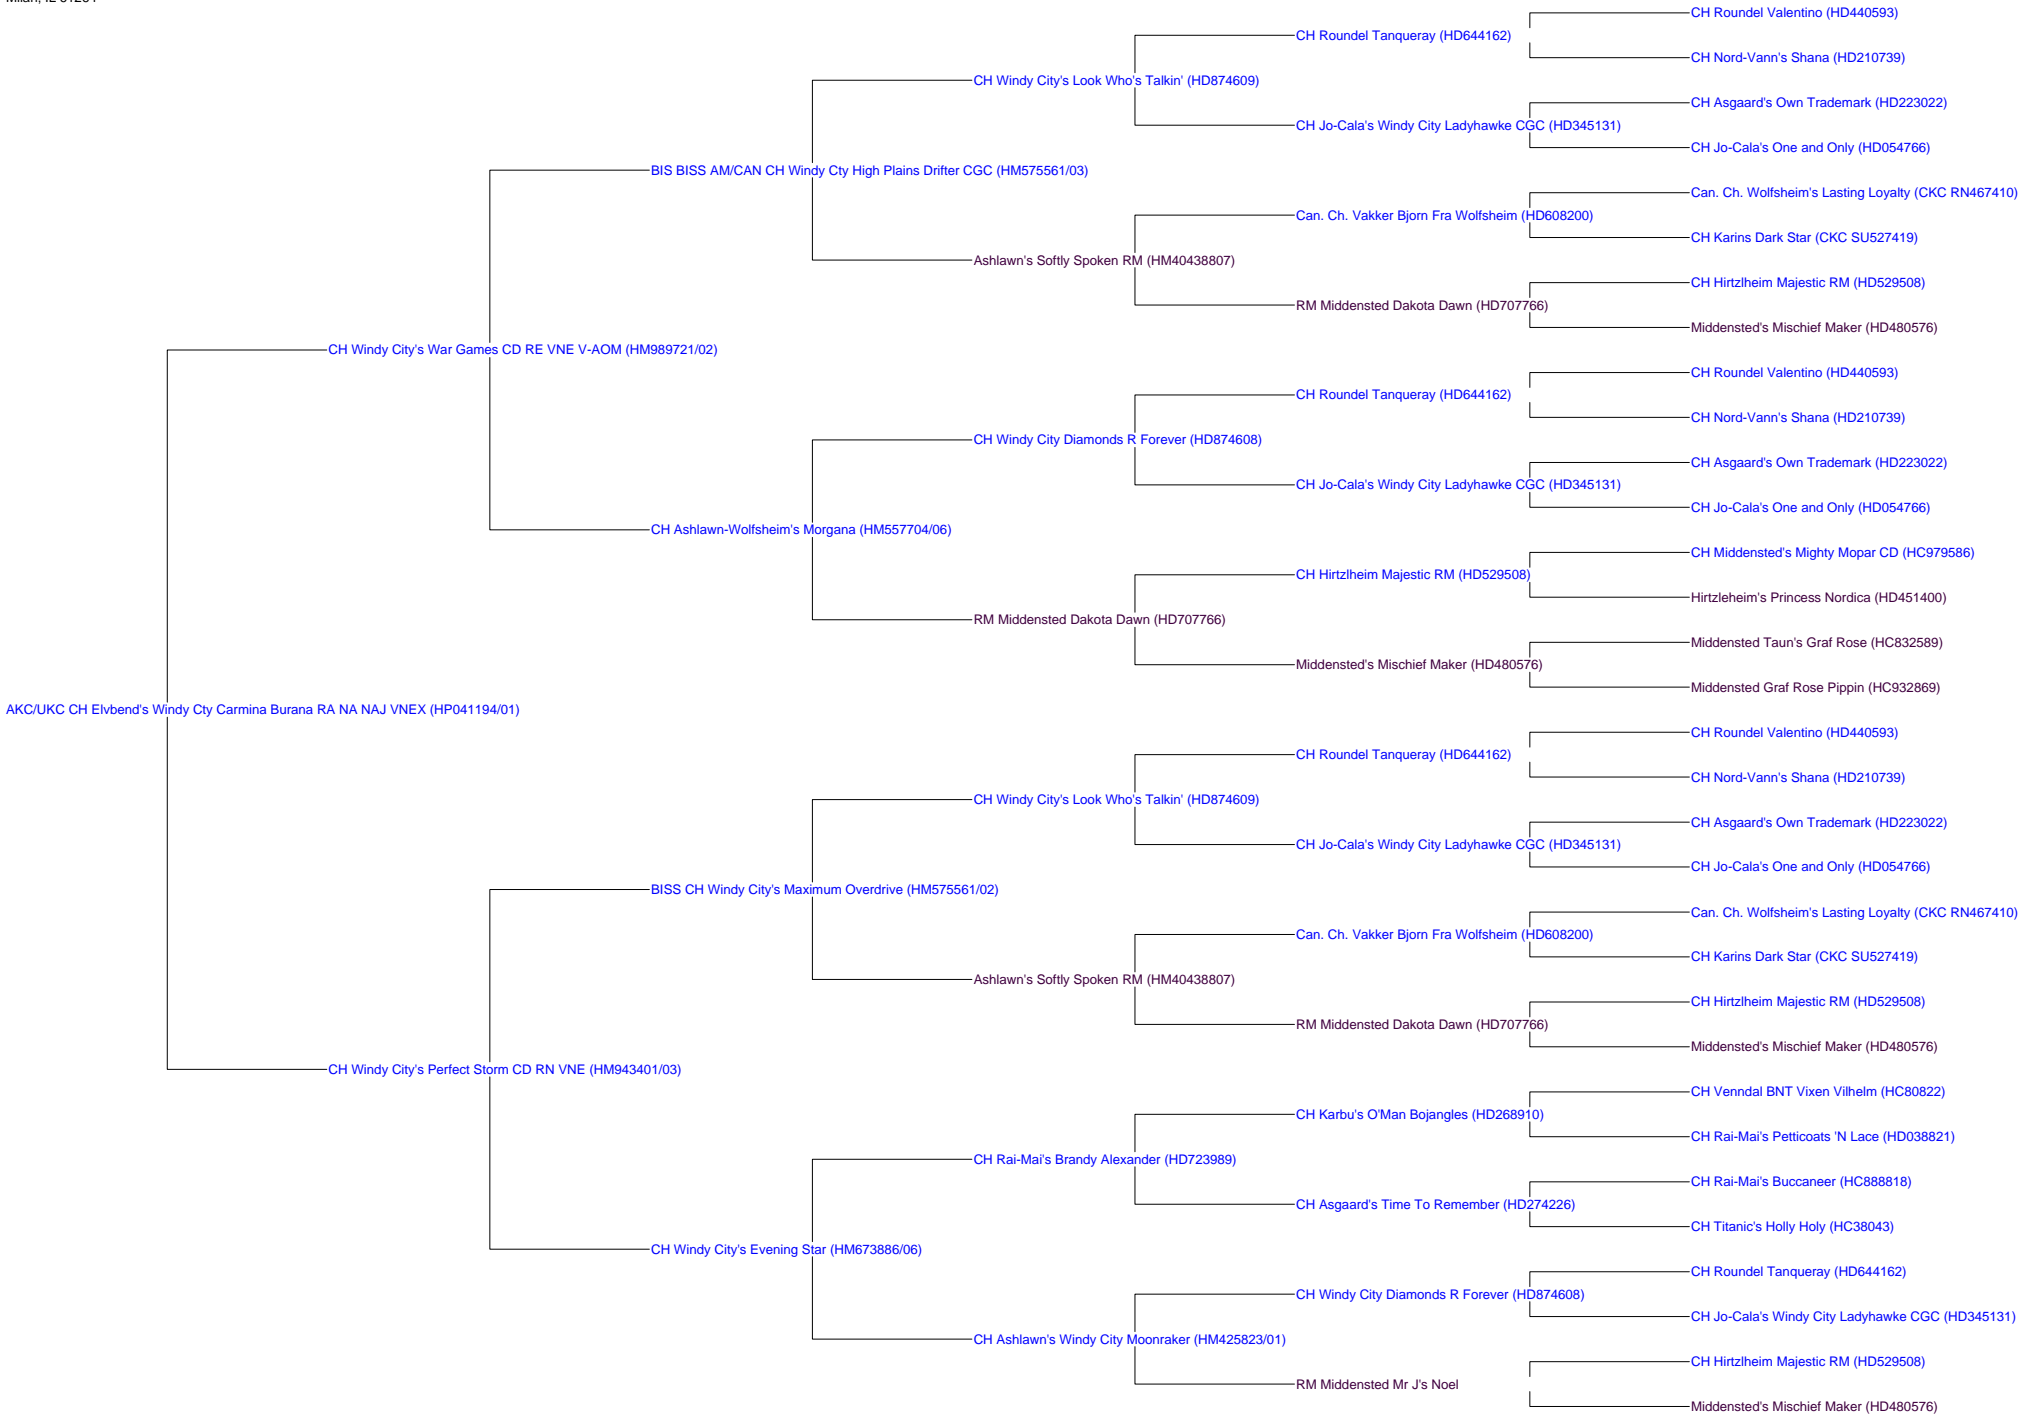 CH Roundel Valentino (HD440593)
CH Roundel Tanqueray (HD644162)
CH Nord-Vann's Shana (HD210739)
CH Windy City's Look Who's Talkin' (HD874609)
CH Asgaard's Own Trademark (HD223022)
CH Jo-Cala's Windy City Ladyhawke CGC (HD345131)
CH Jo-Cala's One and Only (HD054766)
BIS BISS AM/CAN CH Windy Cty High Plains Drifter CGC (HM575561/03)
Can. Ch. Wolfsheim's Lasting Loyalty (CKC RN467410)
Can. Ch. Vakker Bjorn Fra Wolfsheim (HD608200)
CH Karins Dark Star (CKC SU527419)
Ashlawn's Softly Spoken RM (HM40438807)
CH Hirtzlheim Majestic RM (HD529508)
RM Middensted Dakota Dawn (HD707766)
Middensted's Mischief Maker (HD480576)
CH Windy City's War Games CD RE VNE V-AOM (HM989721/02)
CH Roundel Valentino (HD440593)
CH Roundel Tanqueray (HD644162)
CH Nord-Vann's Shana (HD210739)
CH Windy City Diamonds R Forever (HD874608)
CH Asgaard's Own Trademark (HD223022)
CH Jo-Cala's Windy City Ladyhawke CGC (HD345131)
CH Jo-Cala's One and Only (HD054766)
CH Ashlawn-Wolfsheim's Morgana (HM557704/06)
CH Middensted's Mighty Mopar CD (HC979586)
CH Hirtzlheim Majestic RM (HD529508)
Hirtzleheim's Princess Nordica (HD451400)
RM Middensted Dakota Dawn (HD707766)
Middensted Taun's Graf Rose (HC832589)
Middensted's Mischief Maker (HD480576)
Middensted Graf Rose Pippin (HC932869)
AKC/UKC CH Elvbend's Windy Cty Carmina Burana RA NA NAJ VNEX (HP041194/01)
CH Roundel Valentino (HD440593)
CH Roundel Tanqueray (HD644162)
CH Nord-Vann's Shana (HD210739)
CH Windy City's Look Who's Talkin' (HD874609)
CH Asgaard's Own Trademark (HD223022)
CH Jo-Cala's Windy City Ladyhawke CGC (HD345131)
CH Jo-Cala's One and Only (HD054766)
BISS CH Windy City's Maximum Overdrive (HM575561/02)
Can. Ch. Wolfsheim's Lasting Loyalty (CKC RN467410)
Can. Ch. Vakker Bjorn Fra Wolfsheim (HD608200)
CH Karins Dark Star (CKC SU527419)
Ashlawn's Softly Spoken RM (HM40438807)
CH Hirtzlheim Majestic RM (HD529508)
RM Middensted Dakota Dawn (HD707766)
Middensted's Mischief Maker (HD480576)
CH Windy City's Perfect Storm CD RN VNE (HM943401/03)
CH Venndal BNT Vixen Vilhelm (HC80822)
CH Karbu's O'Man Bojangles (HD268910)
CH Rai-Mai's Petticoats 'N Lace (HD038821)
CH Rai-Mai's Brandy Alexander (HD723989)
CH Rai-Mai's Buccaneer (HC888818)
CH Asgaard's Time To Remember (HD274226)
CH Titanic's Holly Holy (HC38043)
CH Windy City's Evening Star (HM673886/06)
CH Roundel Tanqueray (HD644162)
CH Windy City Diamonds R Forever (HD874608)
CH Jo-Cala's Windy City Ladyhawke CGC (HD345131)
CH Ashlawn's Windy City Moonraker (HM425823/01)
CH Hirtzlheim Majestic RM (HD529508)
RM Middensted Mr J's Noel
Middensted's Mischief Maker (HD480576)